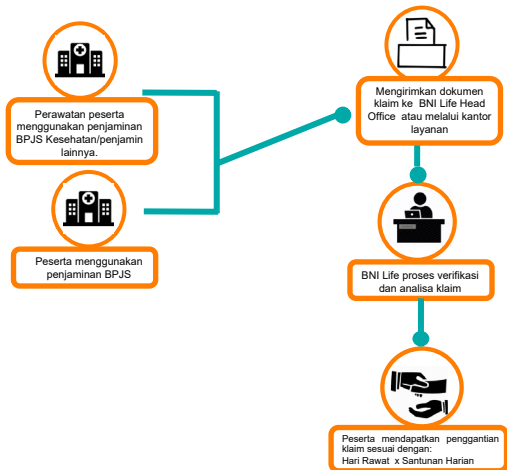 Perawatan peserta
menggunakan penjaminan
BPJS Kesehatan/penjamin
lainnya.
Peserta menggunakan
penjaminan BPJS
Mengirimkan dokumen
klaim ke BNI Life Head
Office atau melalui kantor
layanan
BNI Life proses verifikasi
dan analisa klaim
Peserta mendapatkan penggantian
klaim sesuai dengan:
Hari Rawat x Santunan Harian